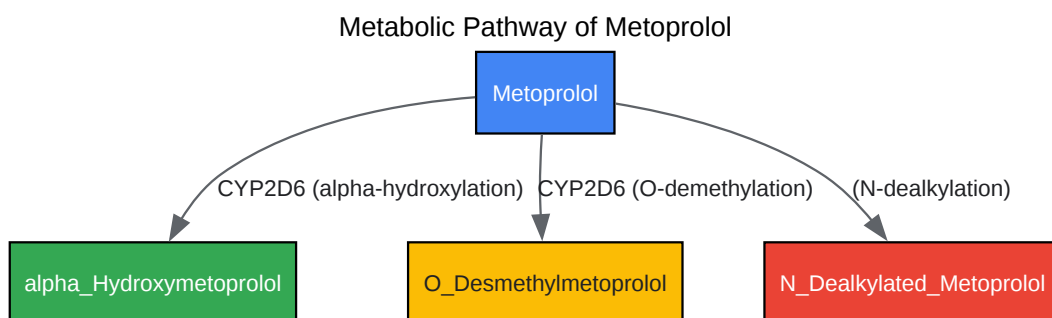 Metabolic Pathway of Metoprolol
Metoprolol
CYP2D6 (alpha-hydroxylation)
CYP2D6 (O-demethylation)
(N-dealkylation)
alpha_Hydroxymetoprolol
O_Desmethylmetoprolol
N_Dealkylated_Metoprolol